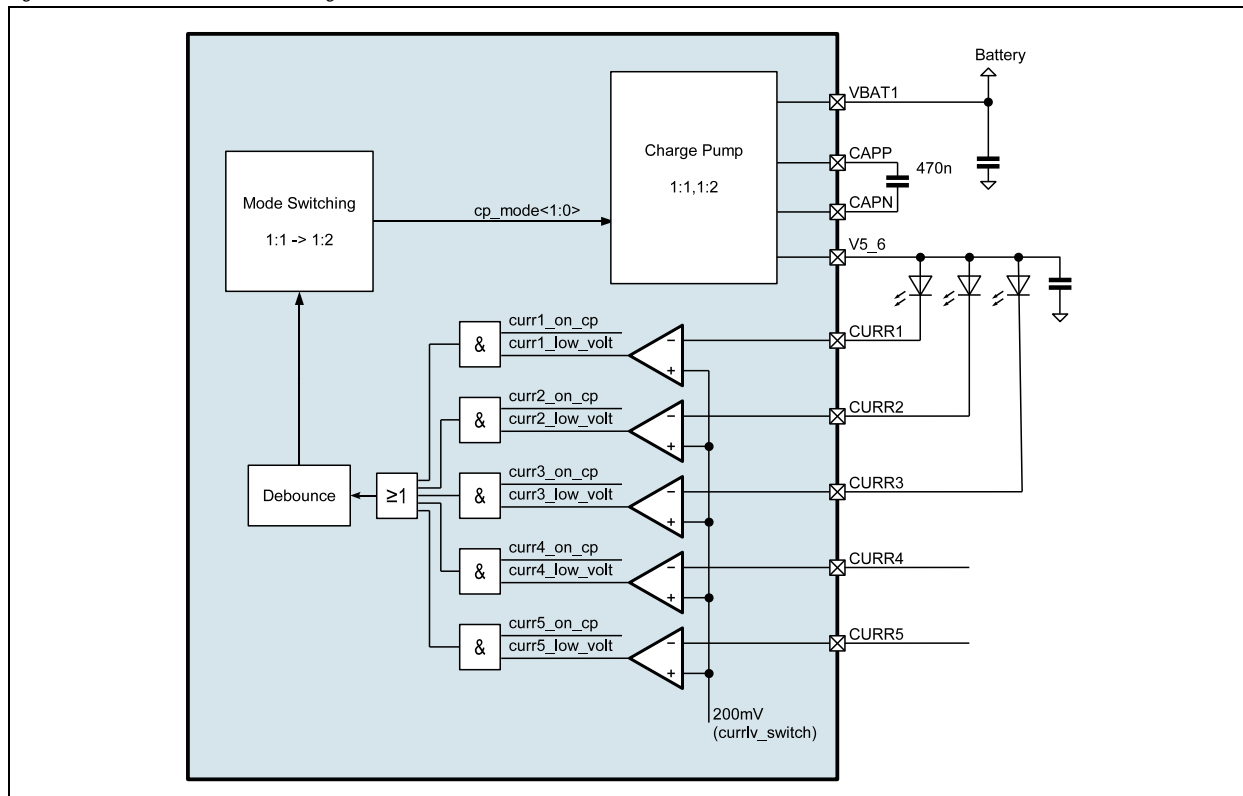 Battery
VBAT1
Charge Pump
1:1,1:2
CAPP
470n
CAPN
Mode Switching
1:1 -> 1:2
cp_mode<1:0>
V5_6
curr1_on_cp
curr1_low_volt
&
−
+
CURR1
curr2_on_cp
curr2_low_volt
&
−
+
CURR2
curr3_on_cp
curr3_low_volt
&
−
+
CURR3
Debounce
≥1
curr4_on_cp
curr4_low_volt
&
−
+
CURR4
curr5_on_cp
curr5_low_volt
&
−
+
CURR5
200mV
(currlv_switch)